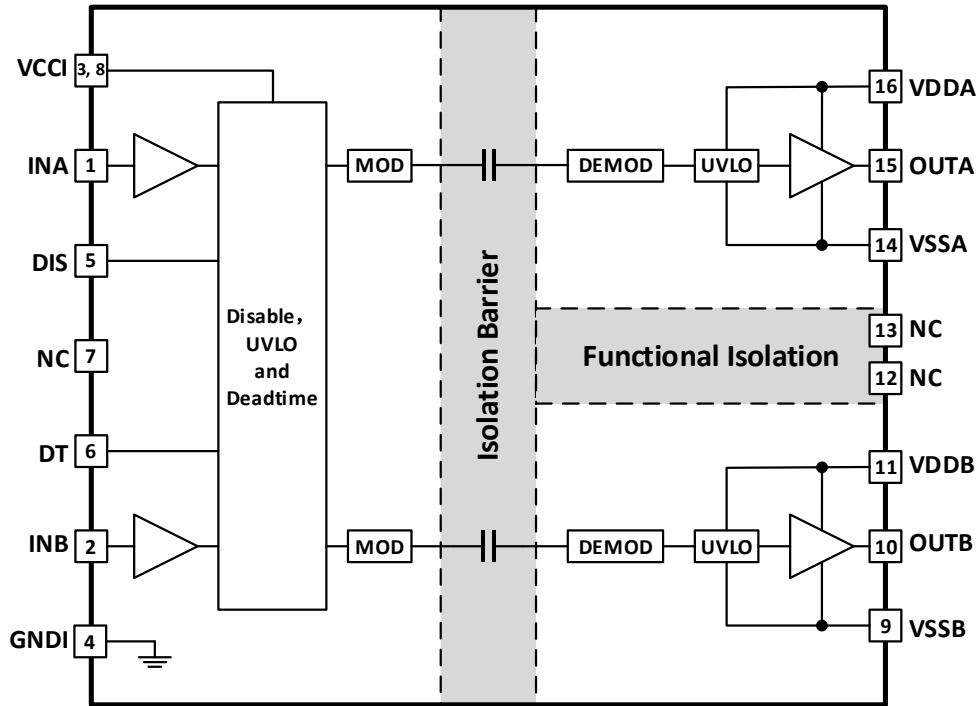 VCCI
3, 8
INA
1
DIS
5
NC
7
DT
6
INB
2
GNDI
4
Disable，
UVLO
and
Deadtime
MOD
MOD
Isolation Barrier
DEMOD
UVLO
16
VDDA
15
OUTA
14
VSSA
Functional Isolation
13
NC
12
NC
DEMOD
UVLO
11
VDDB
10
OUTB
9
VSSB